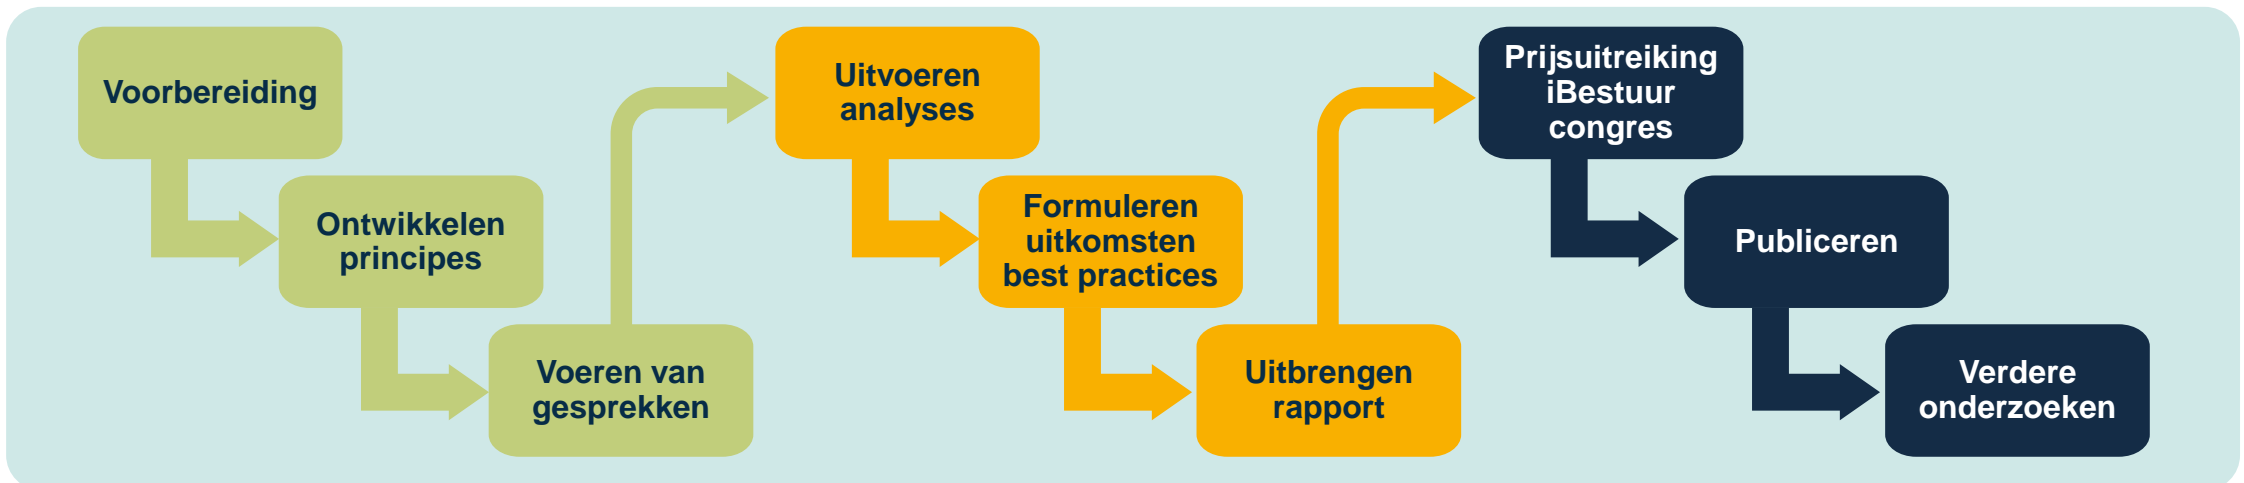 Voorbereiding
Ontwikkelen
principes
Voeren van
gesprekken
Uitvoeren
analyses
Formuleren
uitkomsten
best practices
Uitbrengen
rapport
Prijsuitreiking
iBestuur
congres
Publiceren
Verdere
onderzoeken